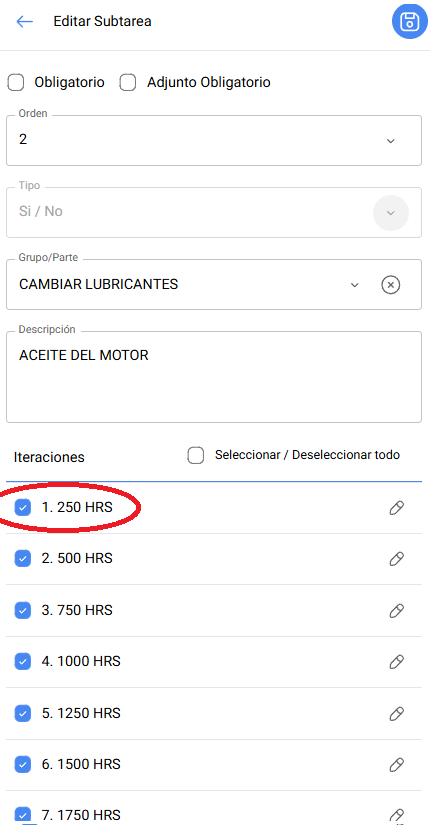 Editar Subtarea
Obligatorio Adjunto Obligatorio
Orden
2
Tipo
Si / No
Grupo/Parte
CAMBIAR LUBRICANTES
Descripción
ACEITE DEL MOTOR
Iteraciones Seleccionar / Deseleccionar todo
1. 250 HRS
2. 500 HRS
3. 750 HRS
4. 1000 HRS
5. 1250 HRS
6. 1500 HRS
7. 1750 HRS